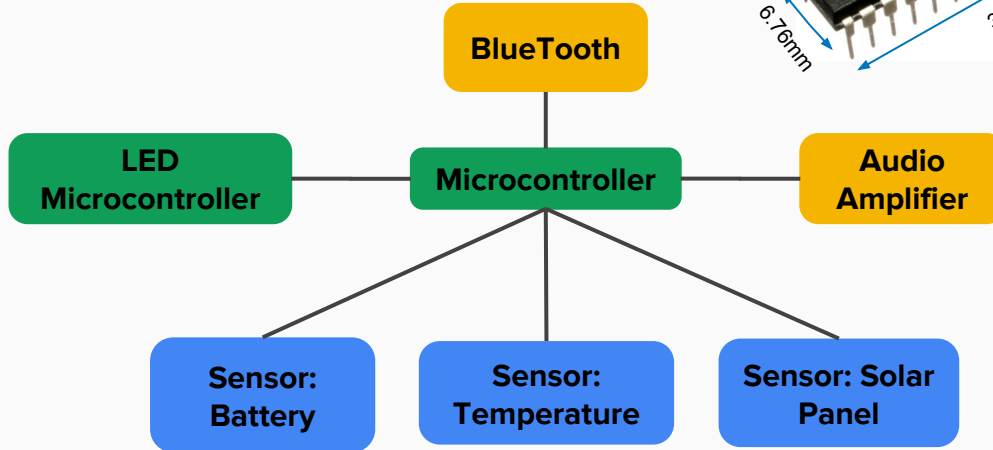 6.76mm
BlueTooth
LED
Microcontroller
Microcontroller
Audio
Amplifier
Sensor:
Battery
Sensor:
Temperature
Sensor: Solar
Panel